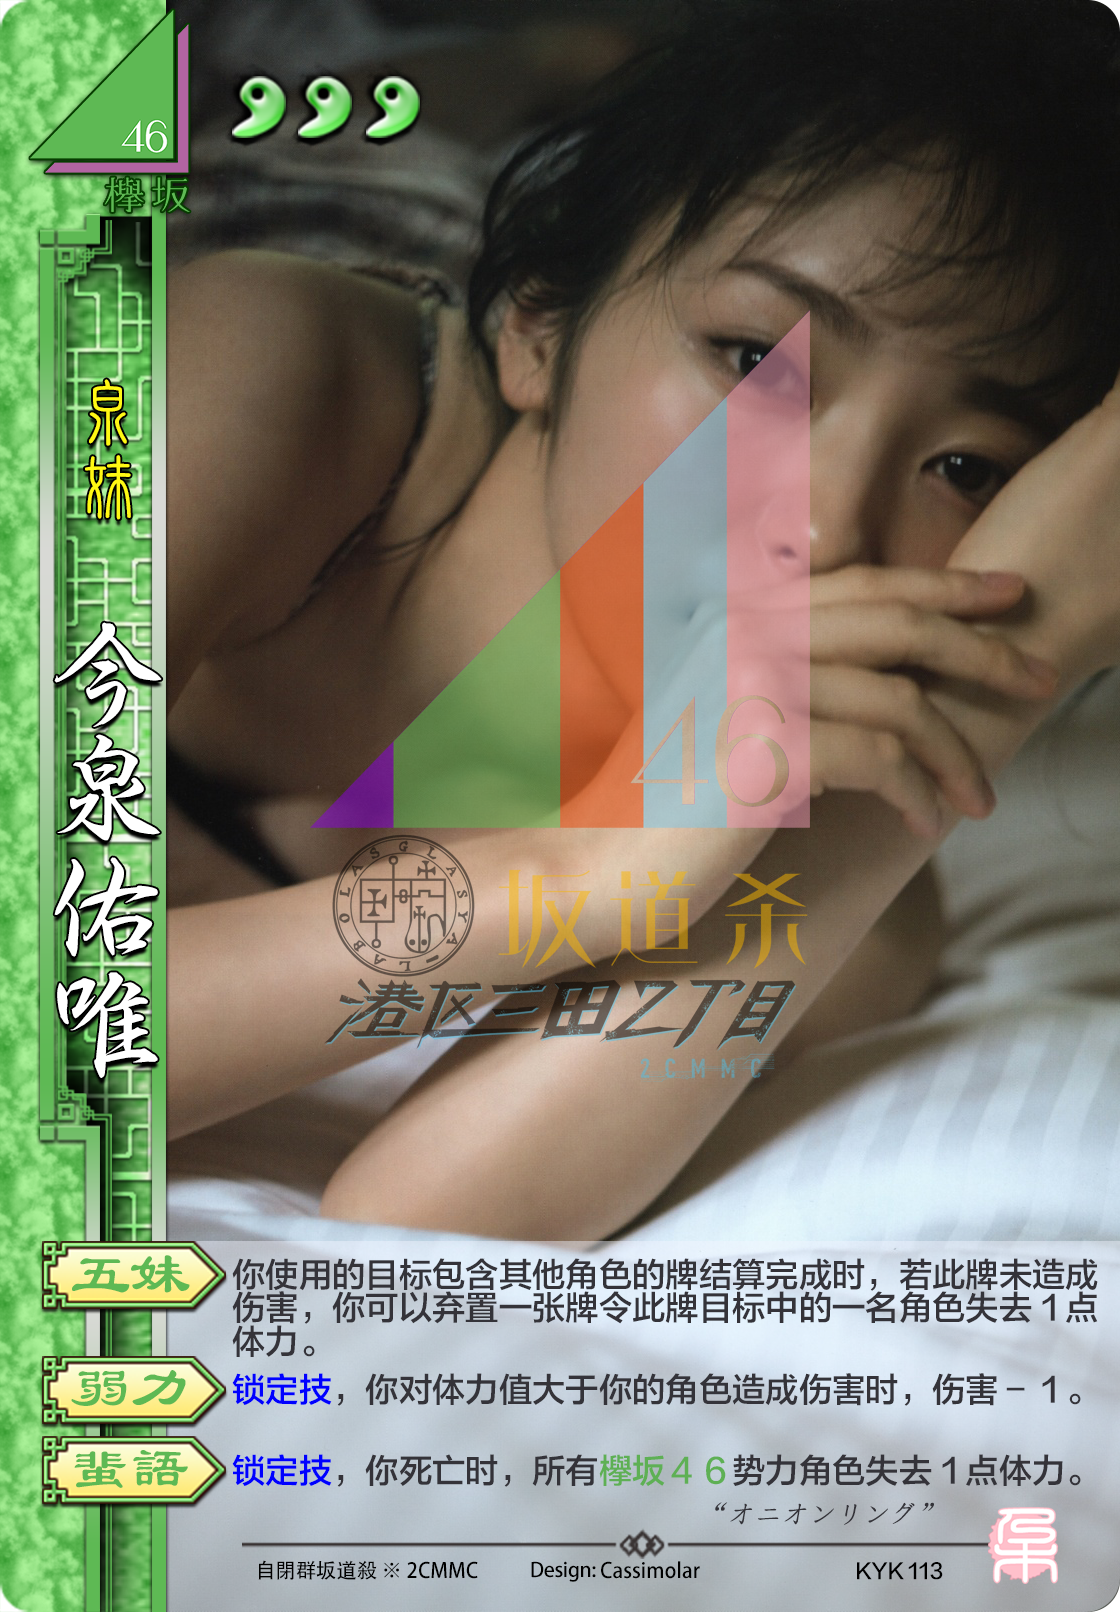 46
欅坂
泉妹
今泉佑唯
46
GLASYA-LABOLAS
坂道杀
港区三田2丁目
2CMMC
五妹
你使用的目标包含其他角色的牌结算完成时，若此牌未造成
伤害，你可以弃置一张牌令此牌目标中的一名角色失去1点
体力。
弱力
锁定技，你对体力值大于你的角色造成伤害时，伤害－1。
蜚語
锁定技，你死亡时，所有欅坂46势力角色失去1点体力。
“オニオンリング”
自閉群坂道殺 ※ 2CMMC
Design: Cassimolar
KYK 113